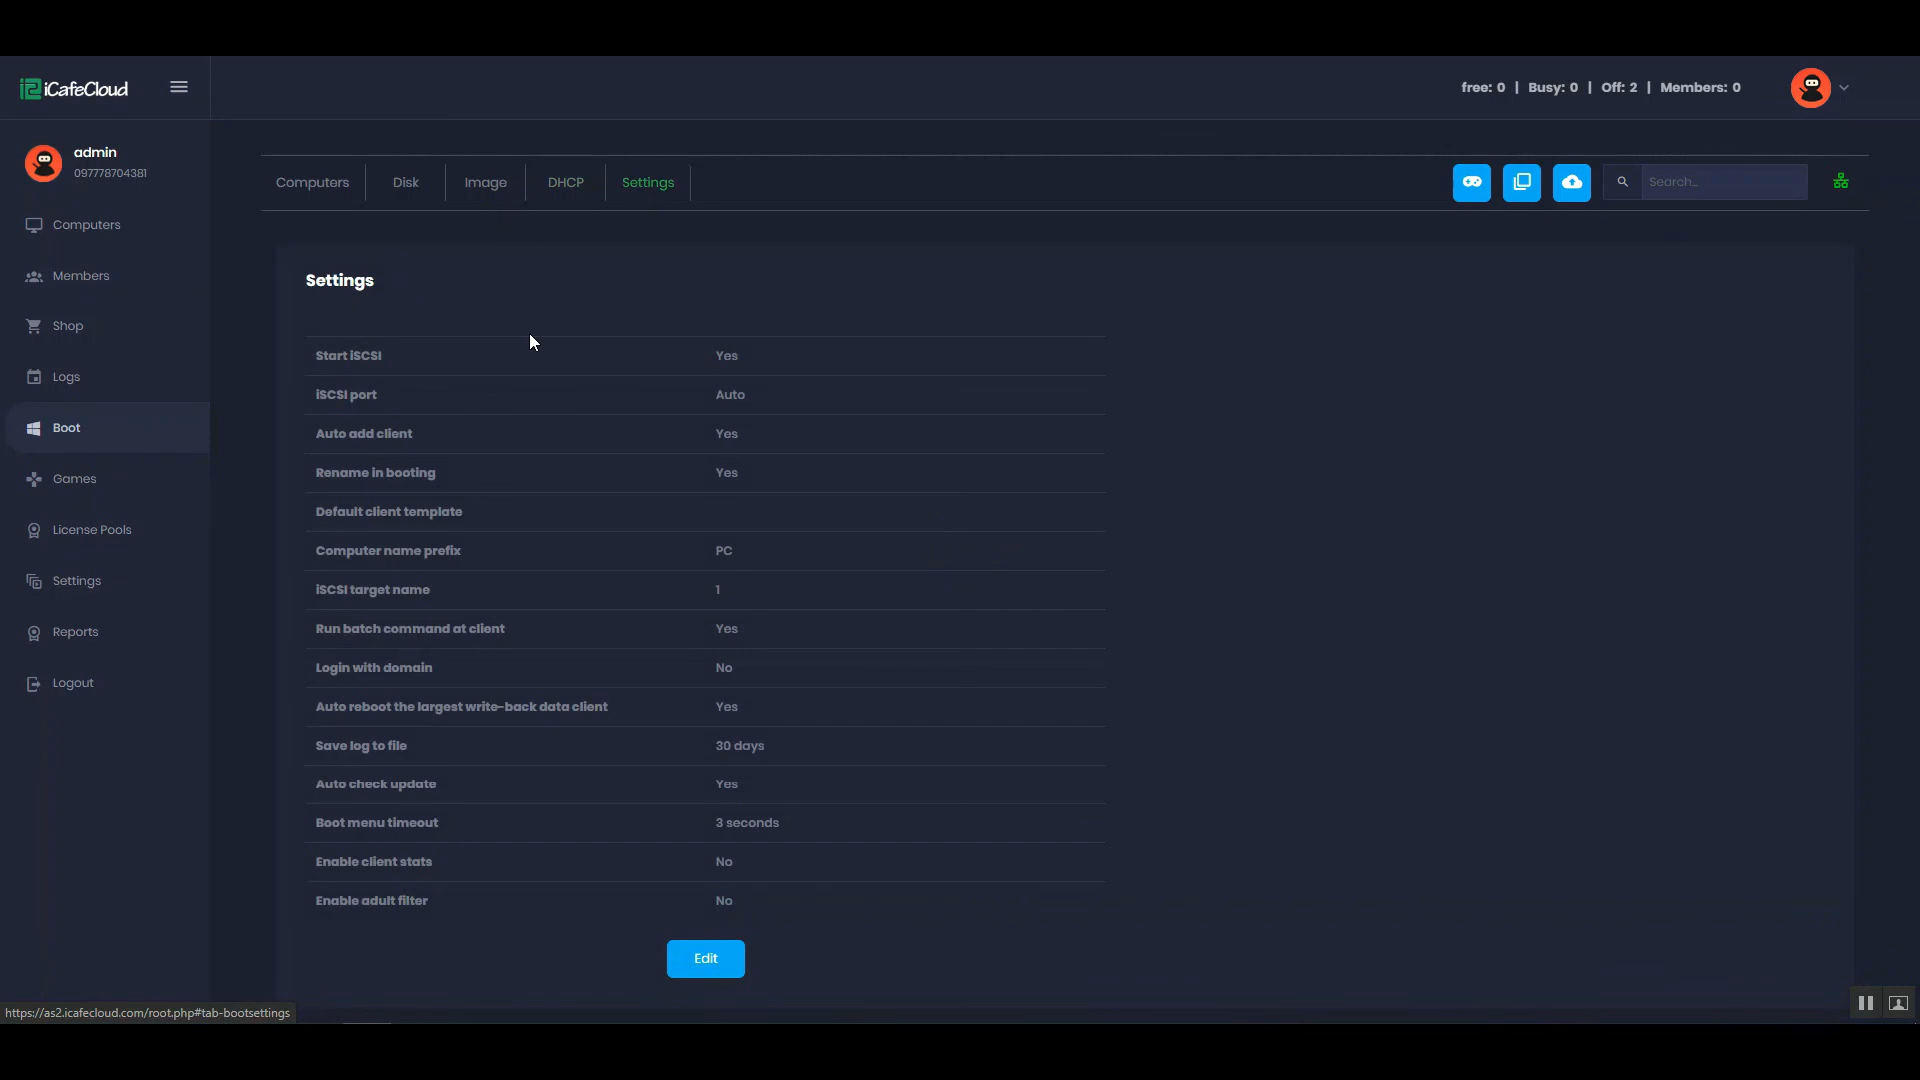 iCafeCloud
free: 0 | Busy: 0 | Off: 2 | Members: 0
admin
097778704381
Computers
Members
Shop
Logs
Boot
Games
License Pools
Settings
Reports
Logout
Computers Disk Image DHCP Settings
Search...
Settings
Start iSCSI Yes
iSCSI port Auto
Auto add client Yes
Rename in booting Yes
Default client template
Computer name prefix PC
iSCSI target name 1
Run batch command at client Yes
Login with domain No
Auto reboot the largest write-back data client Yes
Save log to file 30 days
Auto check update Yes
Boot menu timeout 3 seconds
Enable client stats No
Enable adult filter No
Edit
https://as2.icafecloud.com/root.php#tab-bootsettings